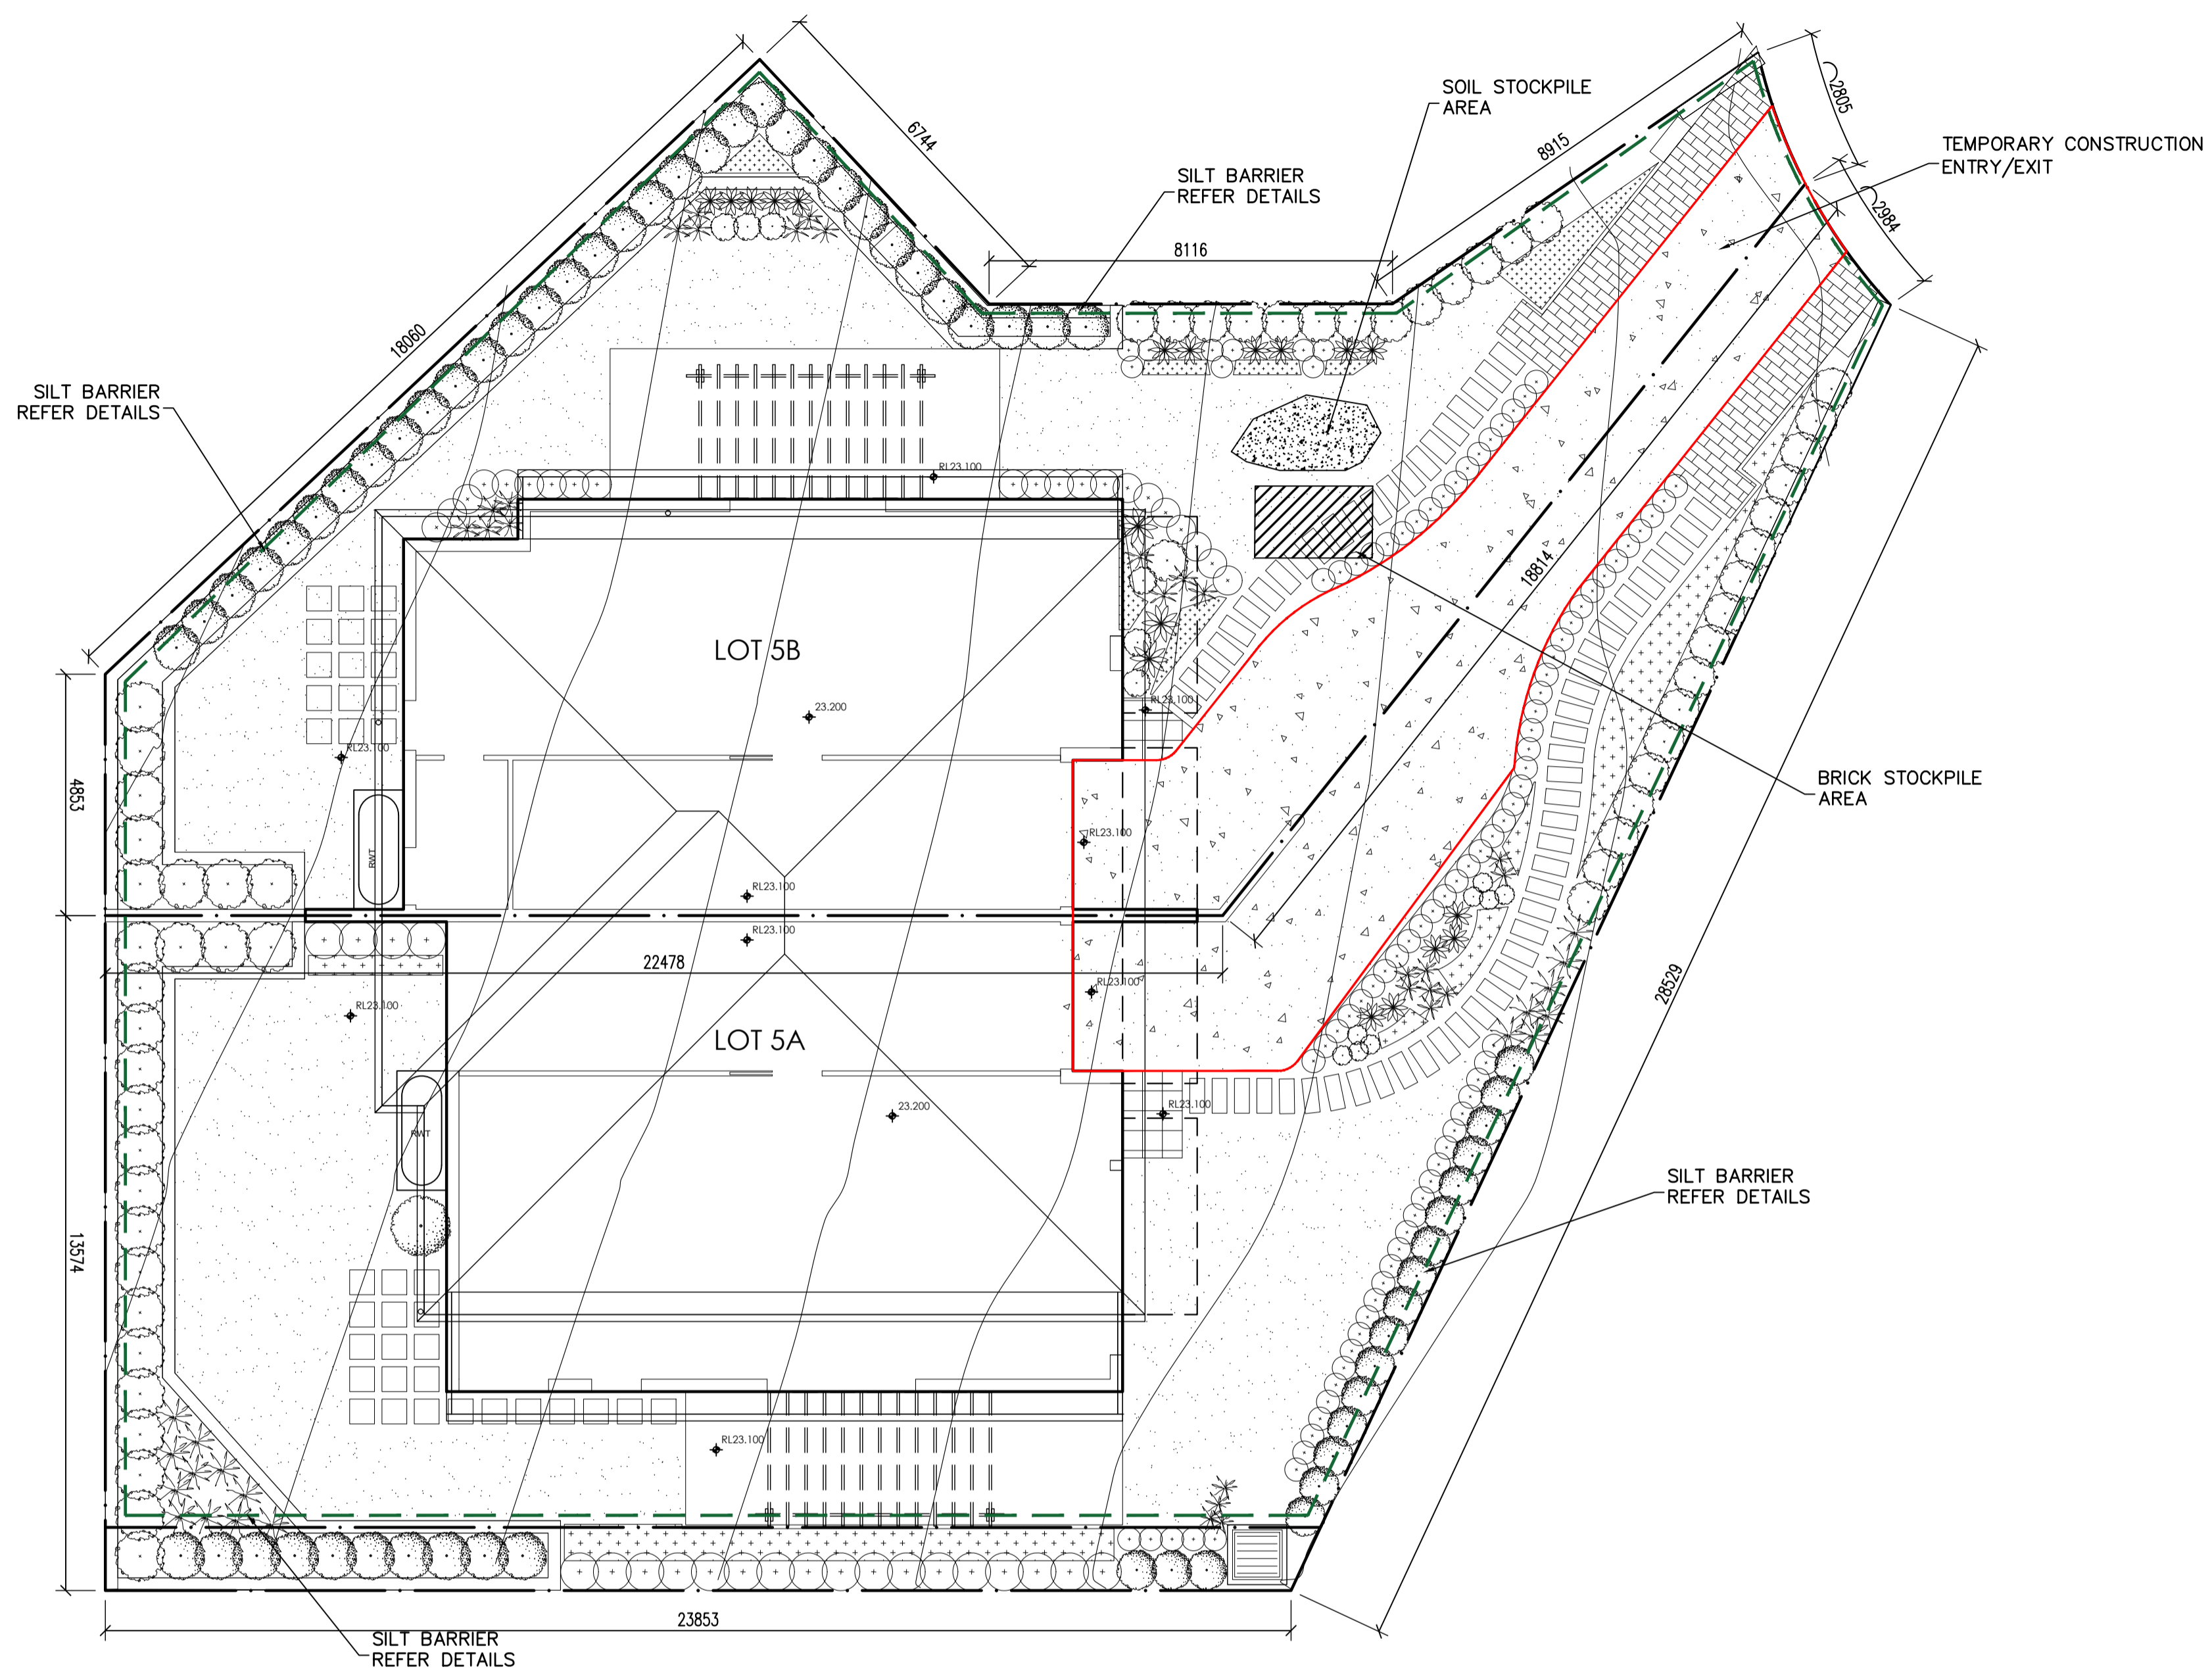 2805
SOIL STOCKPILE
AREA
6744
8915
TEMPORARY CONSTRUCTION
ENTRY/EXIT
SILT BARRIER
REFER DETAILS
2984
8116
18060
SILT BARRIER
REFER DETAILS
RL23.100
18814
LOT 5B
RL23.100
23.200
RL23.100
BRICK STOCKPILE
AREA
4853
RL23.100
RWT
RL23.100
RL23.100
22478
RL23.100
28529
RL23.100
LOT 5A
RL23.100
23.200
RWT
SILT BARRIER
REFER DETAILS
13574
RL23.100
23853
SILT BARRIER
REFER DETAILS